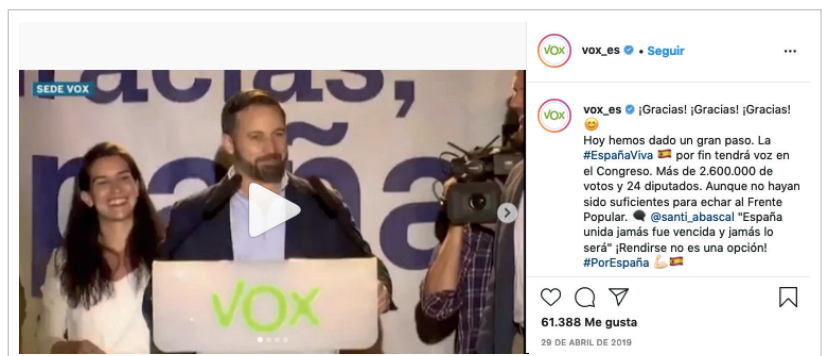 SEDE VOX
racias,
spaña
VOX
VOX
vox_es • Seguir
VOX
vox_es ¡Gracias! ¡Gracias! ¡Gracias!
😊
Hoy hemos dado un gran paso. La
#EspañaViva 🇪🇸 por fin tendrá voz en
el Congreso. Más de 2.600.000 de
votos y 24 diputados. Aunque no hayan
sido suficientes para echar al Frente
Popular. 🗨 @santi_abascal "España
unida jamás fue vencida y jamás lo
será" ¡Rendirse no es una opción!
#PorEspaña 💪🏻🇪🇸
61.388 Me gusta
29 DE ABRIL DE 2019